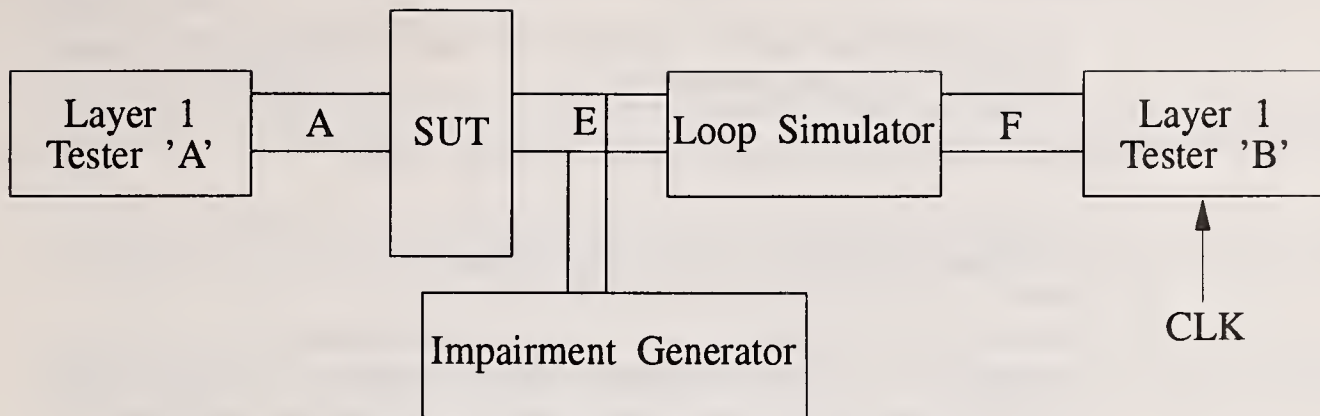 Layer 1
Tester 'A'
A
SUT
E
Loop Simulator
F
Layer 1
Tester 'B'
CLK
Impairment Generator